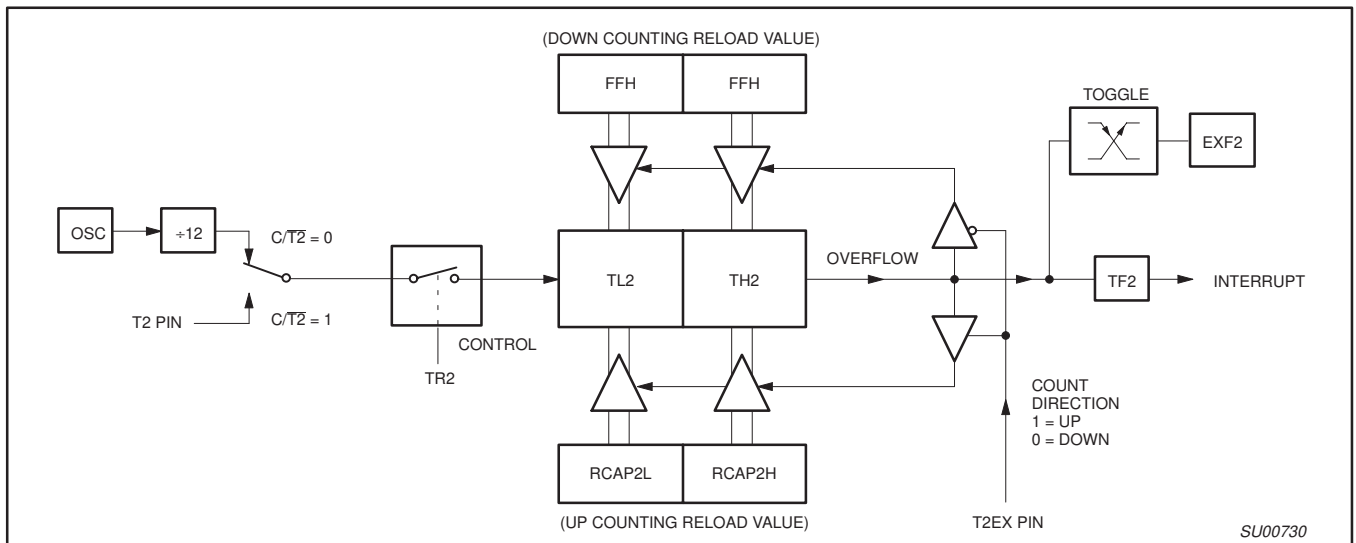 (DOWN COUNTING RELOAD VALUE)
FFH
FFH
TOGGLE
EXF2
OSC
÷12
C/T2 = 0
TL2
TH2
OVERFLOW
TF2
INTERRUPT
T2 PIN
C/T2 = 1
CONTROL
TR2
COUNT
DIRECTION
1 = UP
0 = DOWN
RCAP2L
RCAP2H
(UP COUNTING RELOAD VALUE)
T2EX PIN
SU00730